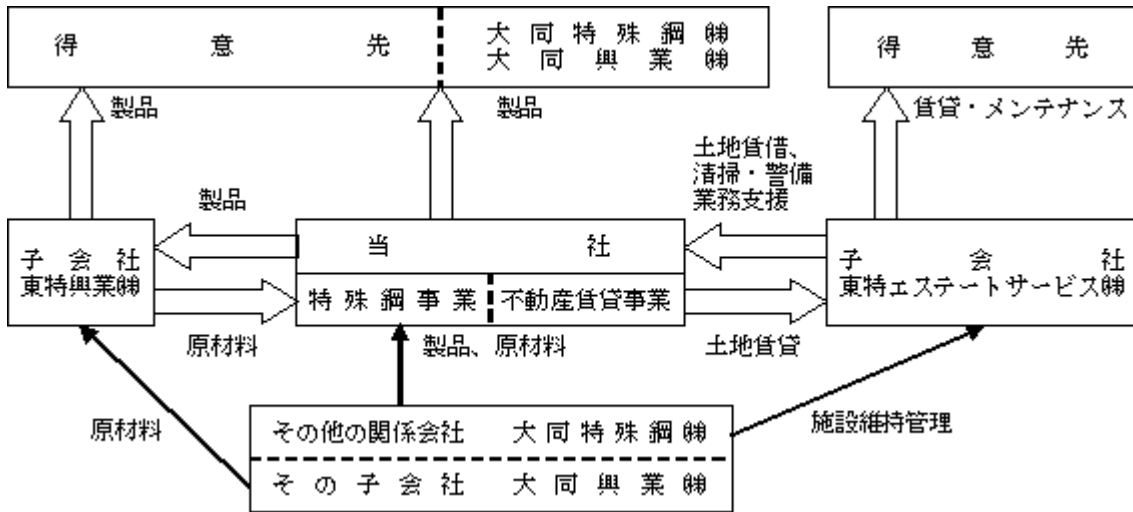 得意先
大同特殊鋼㈱
大同興業㈱
得意先
製品
製品
賃貸・メンテナンス
土地賃借、
清掃・警備
業務支援
製品
子会社
東特興業㈱
当社
特殊鋼事業
不動産賃貸事業
子会社
東特エステートサービス㈱
原材料
製品、原材料
土地賃貸
原材料
施設維持管理
その他の関係会社 大同特殊鋼㈱
その子会社 大同興業㈱